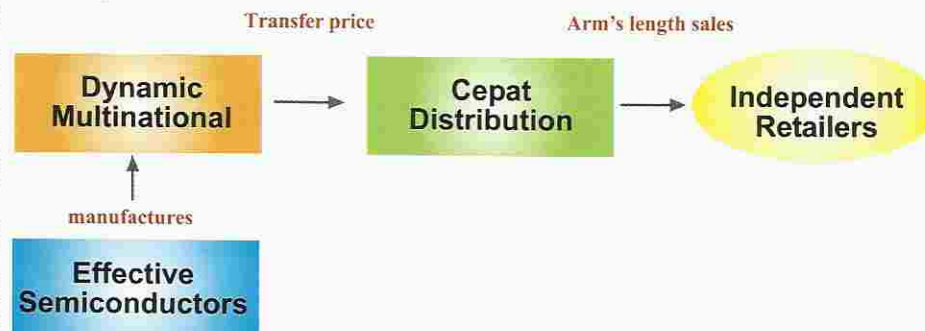 Transfer price
Arm's length sales
Dynamic
Multinational
Cepat
Distribution
Independent
Retailers
manufactures
Effective
Semiconductors